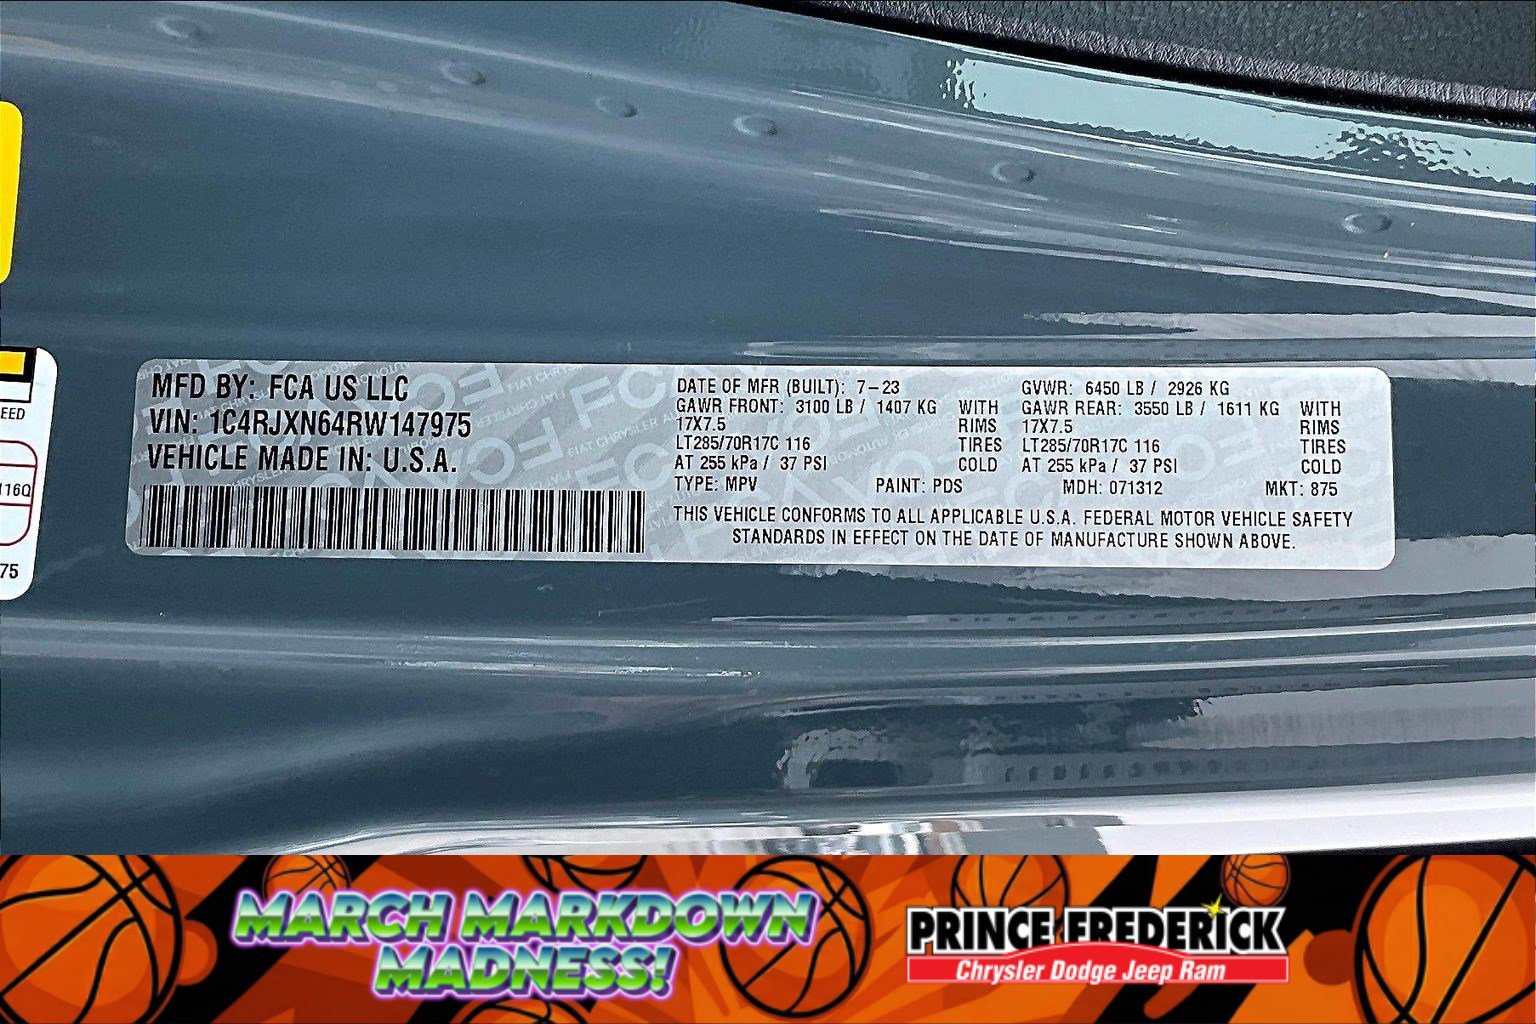 MFD BY: FCA US LLC
VIN: 1C4RJXN64RW147975
VEHICLE MADE IN: U.S.A.
DATE OF MFR (BUILT): 7-23 GVWR: 6450 LB / 2926 KG
GAWR FRONT: 3100 LB / 1407 KG WITH GAWR REAR: 3550 LB / 1611 KG WITH
17X7.5 RIMS 17X7.5 RIMS
LT285/70R17C 116 TIRES LT285/70R17C 116 TIRES
AT 255 kPa / 37 PSI COLD AT 255 kPa / 37 PSI COLD
TYPE: MPV PAINT: PDS MDH: 071312 MKT: 875
THIS VEHICLE CONFORMS TO ALL APPLICABLE U.S.A. FEDERAL MOTOR VEHICLE SAFETY
STANDARDS IN EFFECT ON THE DATE OF MANUFACTURE SHOWN ABOVE.
EED
116Q
75
MARCH MARKDOWN
MADNESS!
PRINCE FREDERICK
Chrysler Dodge Jeep Ram